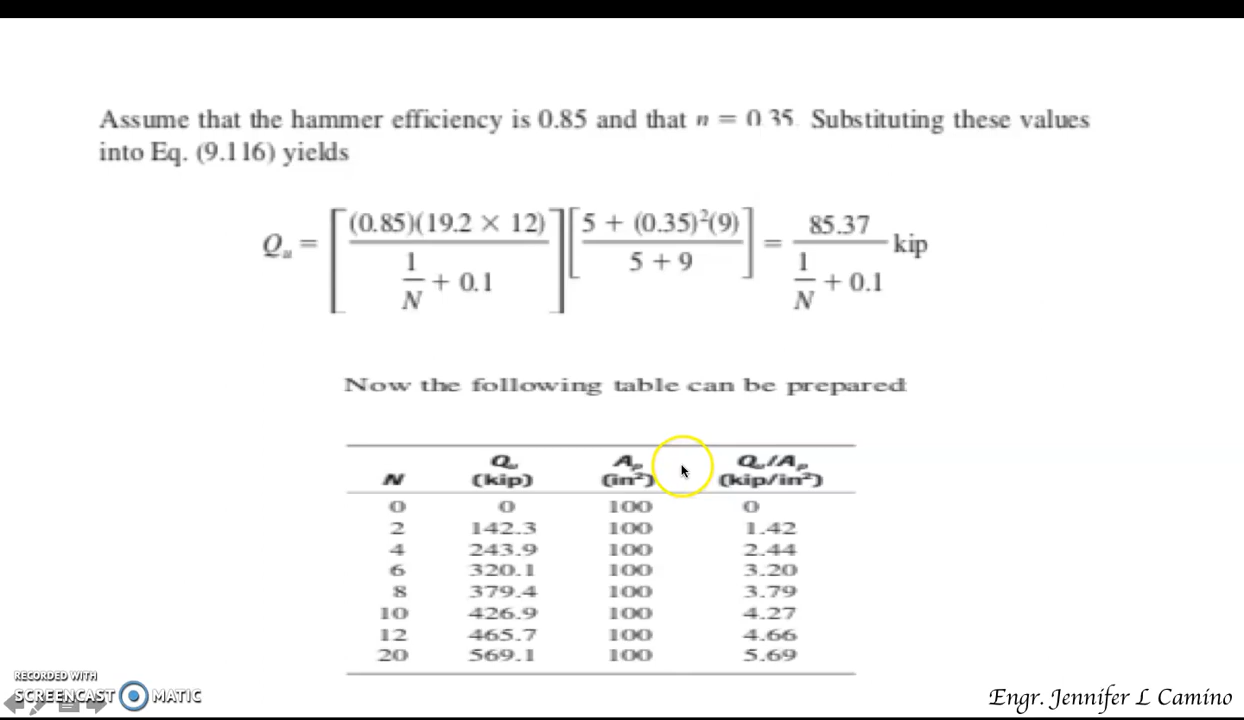 Assume that the hammer efficiency is 0.85 and that n = 0.35. Substituting these values
into Eq. (9.116) yields
Qu = [(0.85)(19.2 × 12) / (1/N + 0.1)] [5 + (0.35)²(9) / 5 + 9] = 85.37 / (1/N + 0.1) kip
Now the following table can be prepared
N Qu (kip) Ap (in²) Qu/Ap (kip/in²)
0 0 100 0
2 142.3 100 1.42
4 243.9 100 2.44
6 320.1 100 3.20
8 379.4 100 3.79
10 426.9 100 4.27
12 465.7 100 4.66
20 569.1 100 5.69
RECORDED WITH
SCREENCAST MATIC
Engr. Jennifer L Camino